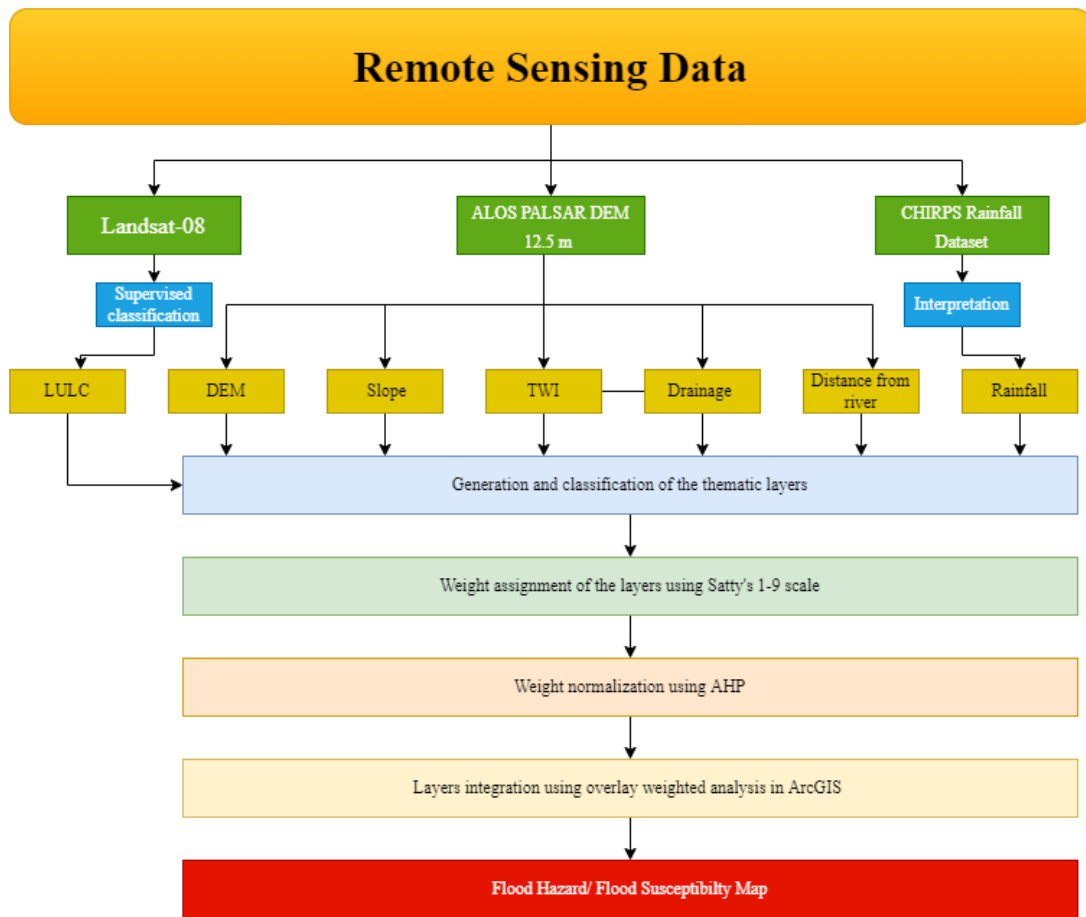 Remote Sensing Data
Landsat-08
ALOS PALSAR DEM
12.5 m
CHIRPS Rainfall
Dataset
Supervised
classification
Interpretation
LULC
DEM
Slope
TWI
Drainage
Distance from
river
Rainfall
Generation and classification of the thematic layers
Weight assignment of the layers using Satty's 1-9 scale
Weight normalization using AHP
Layers integration using overlay weighted analysis in ArcGIS
Flood Hazard/ Flood Susceptibilty Map